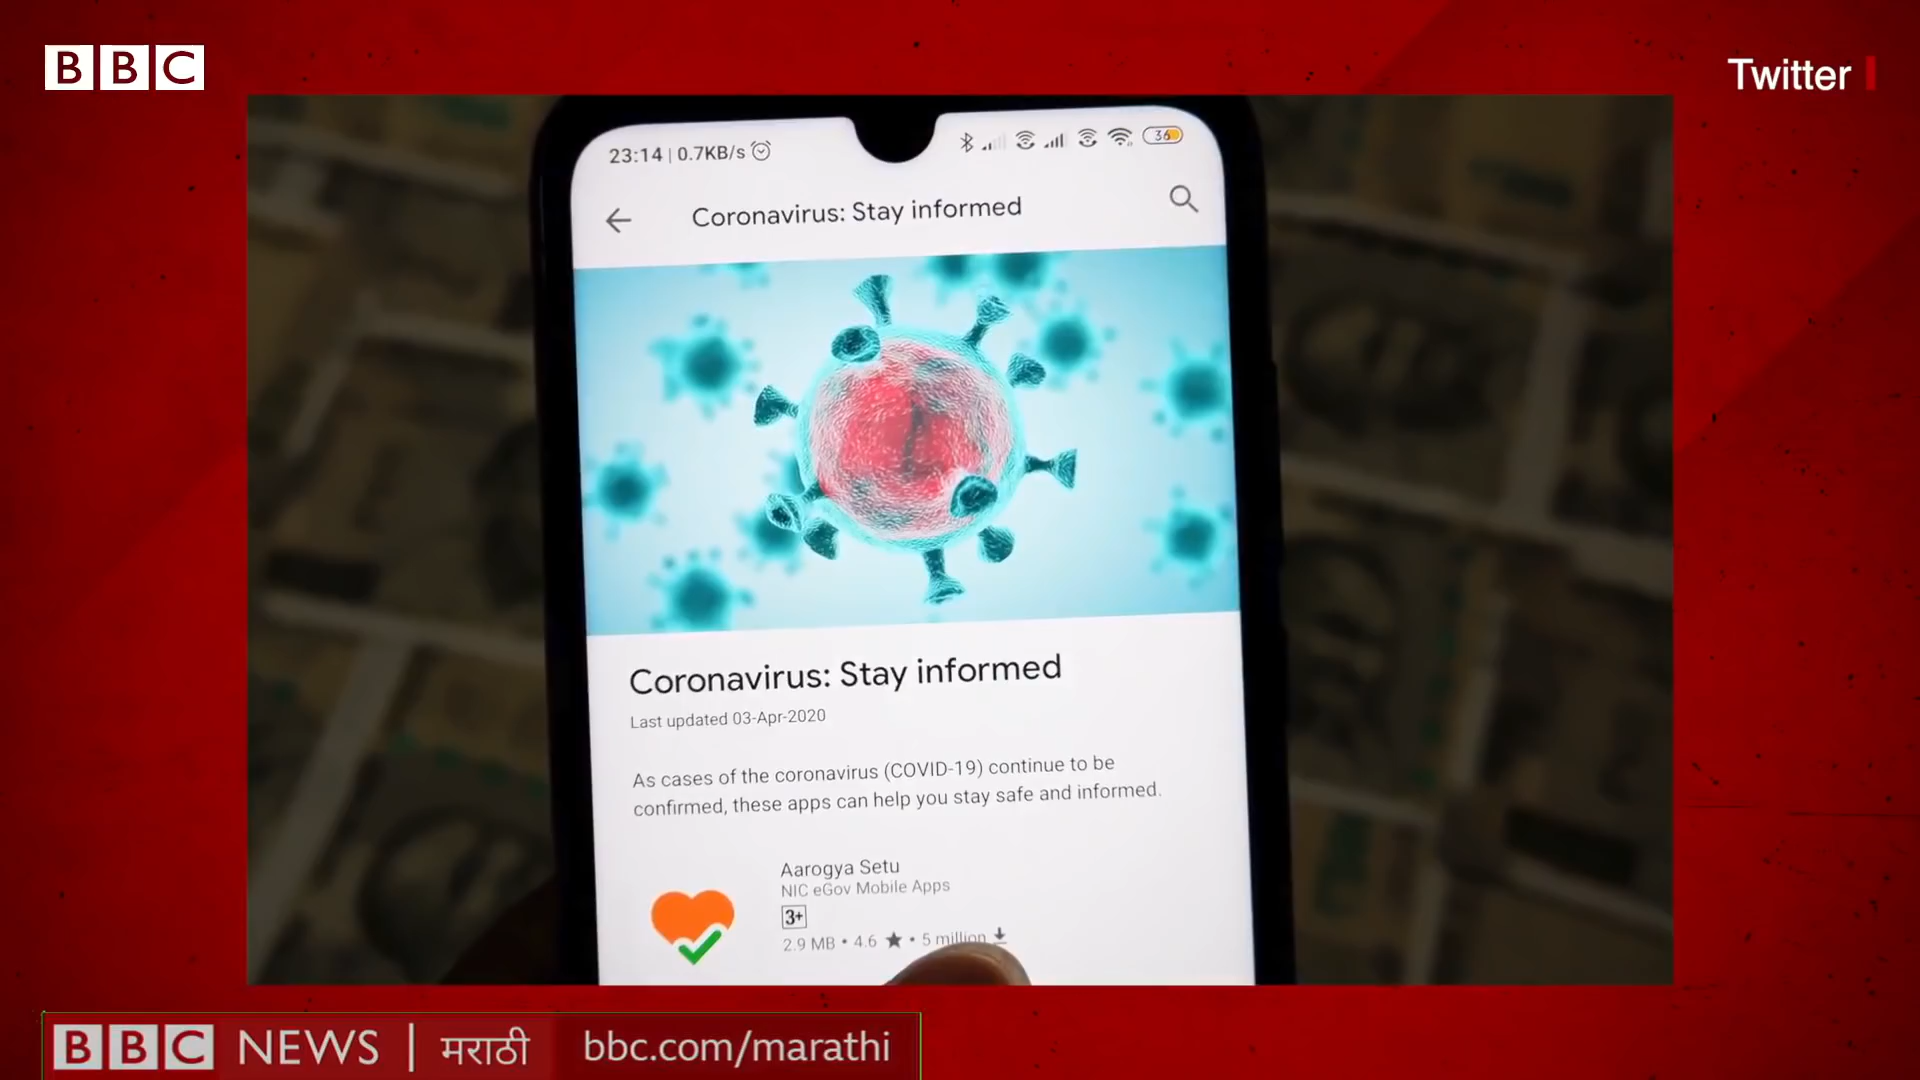 BBC
Twitter
23:14 | 0.7KB/s
36
Coronavirus: Stay informed
Coronavirus: Stay informed
Last updated 03-Apr-2020
As cases of the coronavirus (COVID-19) continue to be
confirmed, these apps can help you stay safe and informed.
Aarogya Setu
NIC eGov Mobile Apps
3+
2.9 MB • 4.6 ★ • 5 million
BBC NEWS | मराठी bbc.com/marathi